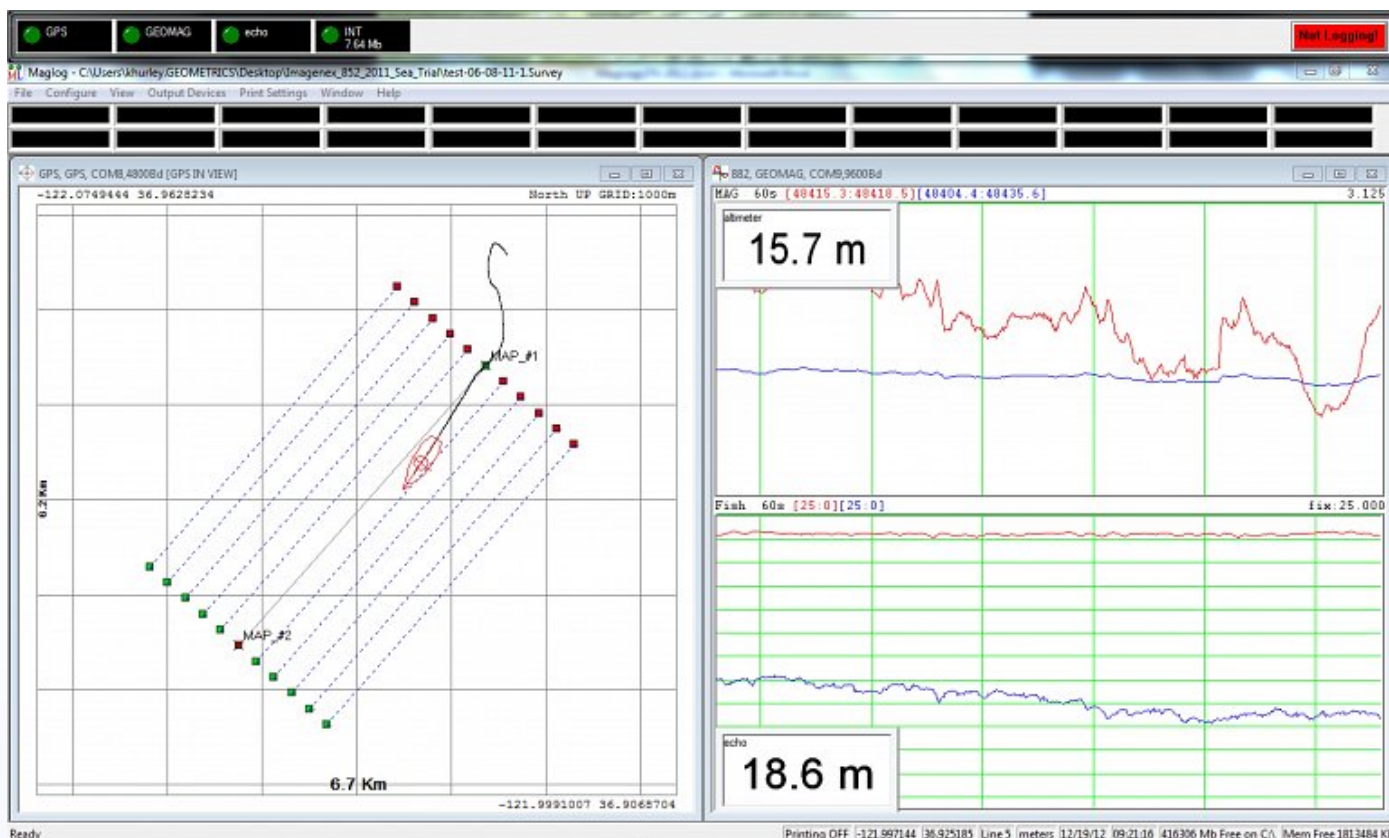 GPS
GEOMAG
echo
INT
7.64 Mb
Not Logging!
Maglog - C:\Users\khurley.GEOMETRICS\Desktop\Imagenex_852_2011_Sea_Trial\test-06-08-11-1.Survey
File Configure View Output Devices Print Settings Window Help
GPS, GPS, COM8,4800Bd [GPS IN VIEW]
-122.0749444 36.9628234 North UP GRID:1000m
MAP_#1
6.2 Km
MAP_#2
6.7 Km
-121.9991007 36.9068704
882, GEOMAG, COM9,9600Bd
MAG 60s [48415.3:48418.5][48404.4:48435.6] 3.125
altmeter
15.7 m
Fish 60s [25:0][25:0] fix:25.000
echo
18.6 m
Ready
Printing OFF -121.997144 36.925185 Line 5 meters 12/19/12 09:21:16 416306 Mb Free on C:\ Mem Free 1813484 K